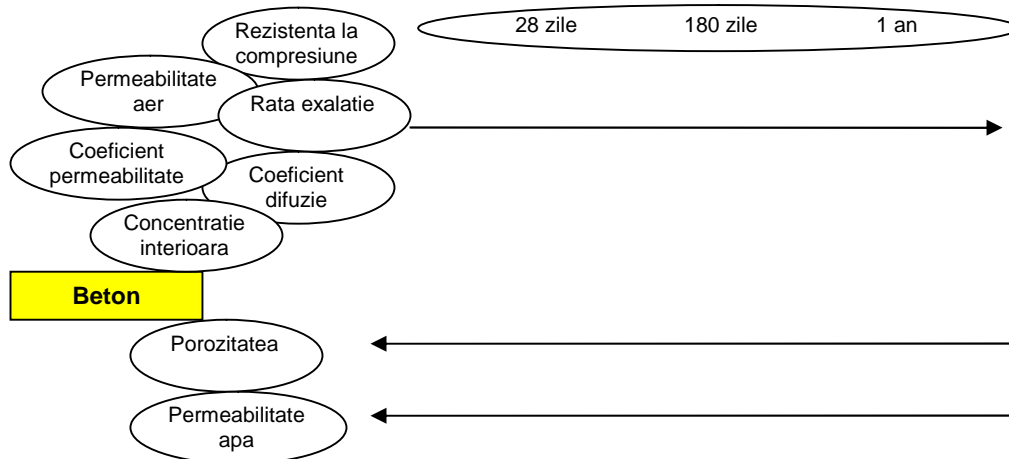 Rezistenta la
compresiune
28 zile 180 zile 1 an
Permeabilitate
aer
Rata exalatie
Coeficient
permeabilitate
Coeficient
difuzie
Concentratie
interioara
Beton
Porozitatea
Permeabilitate
apa